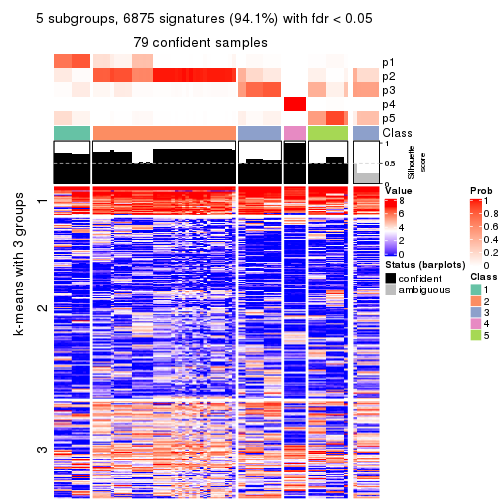 5 subgroups, 6875 signatures (94.1%) with fdr < 0.05
79 confident samples
p1
p2
p3
p4
p5
Class
1
0.5
0
Silhouette
score
k-means with 3 groups
1
2
3
Value
8
6
4
2
0
Status (barplots)
confident
ambiguous
Prob
1
0.8
0.6
0.4
0.2
0
Class
1
2
3
4
5